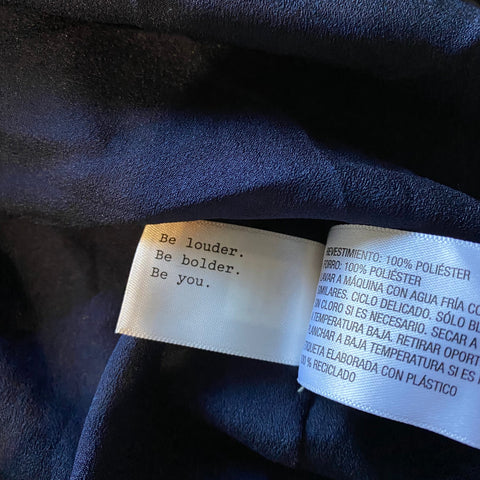 Be louder.
Be bolder.
Be you.
REVESTIMIENTO: 100% POLIÉSTER
FORRO: 100% POLIÉSTER
LAVAR A MÁQUINA CON AGUA FRÍA
SIMILARES. CICLO DELICADO. SÓLO
SIN CLORO SI ES NECESARIO. SECAR A
TEMPERATURA BAJA. RETIRAR
PLANCHAR A BAJA TEMPERATURA SI ES
ETIQUETA ELABORADA CON PLÁSTICO
% RECICLADO